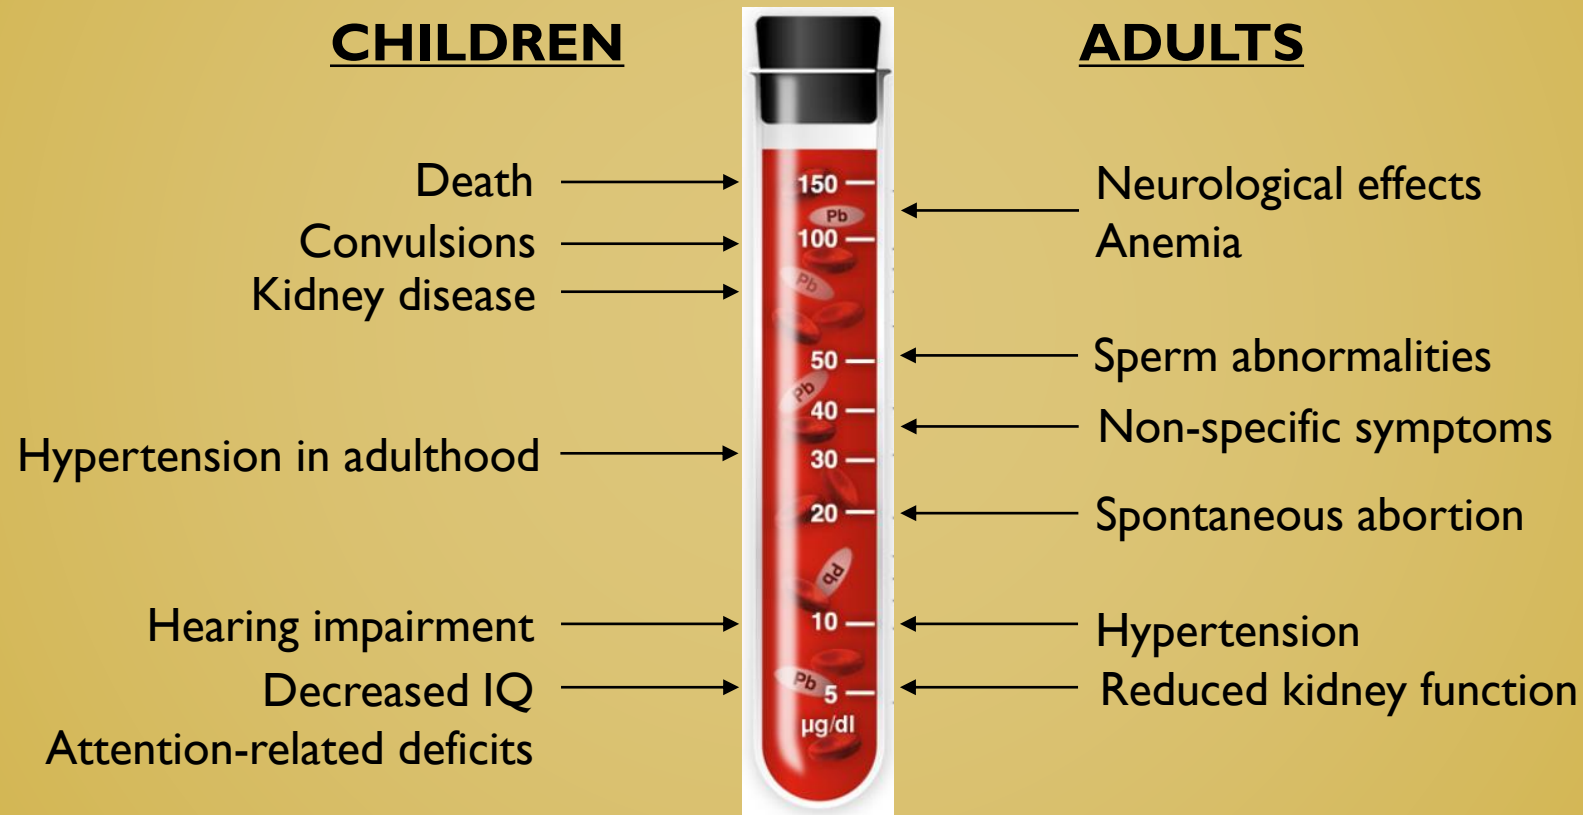 CHILDREN
ADULTS
Death
Convulsions
Kidney disease
Hypertension in adulthood
Hearing impairment
Decreased IQ
Attention-related deficits
150
Pb
100
Pb
50
Pb
40
30
20
Pb
10
Pb
5
µg/dl
Neurological effects
Anemia
Sperm abnormalities
Non-specific symptoms
Spontaneous abortion
Hypertension
Reduced kidney function